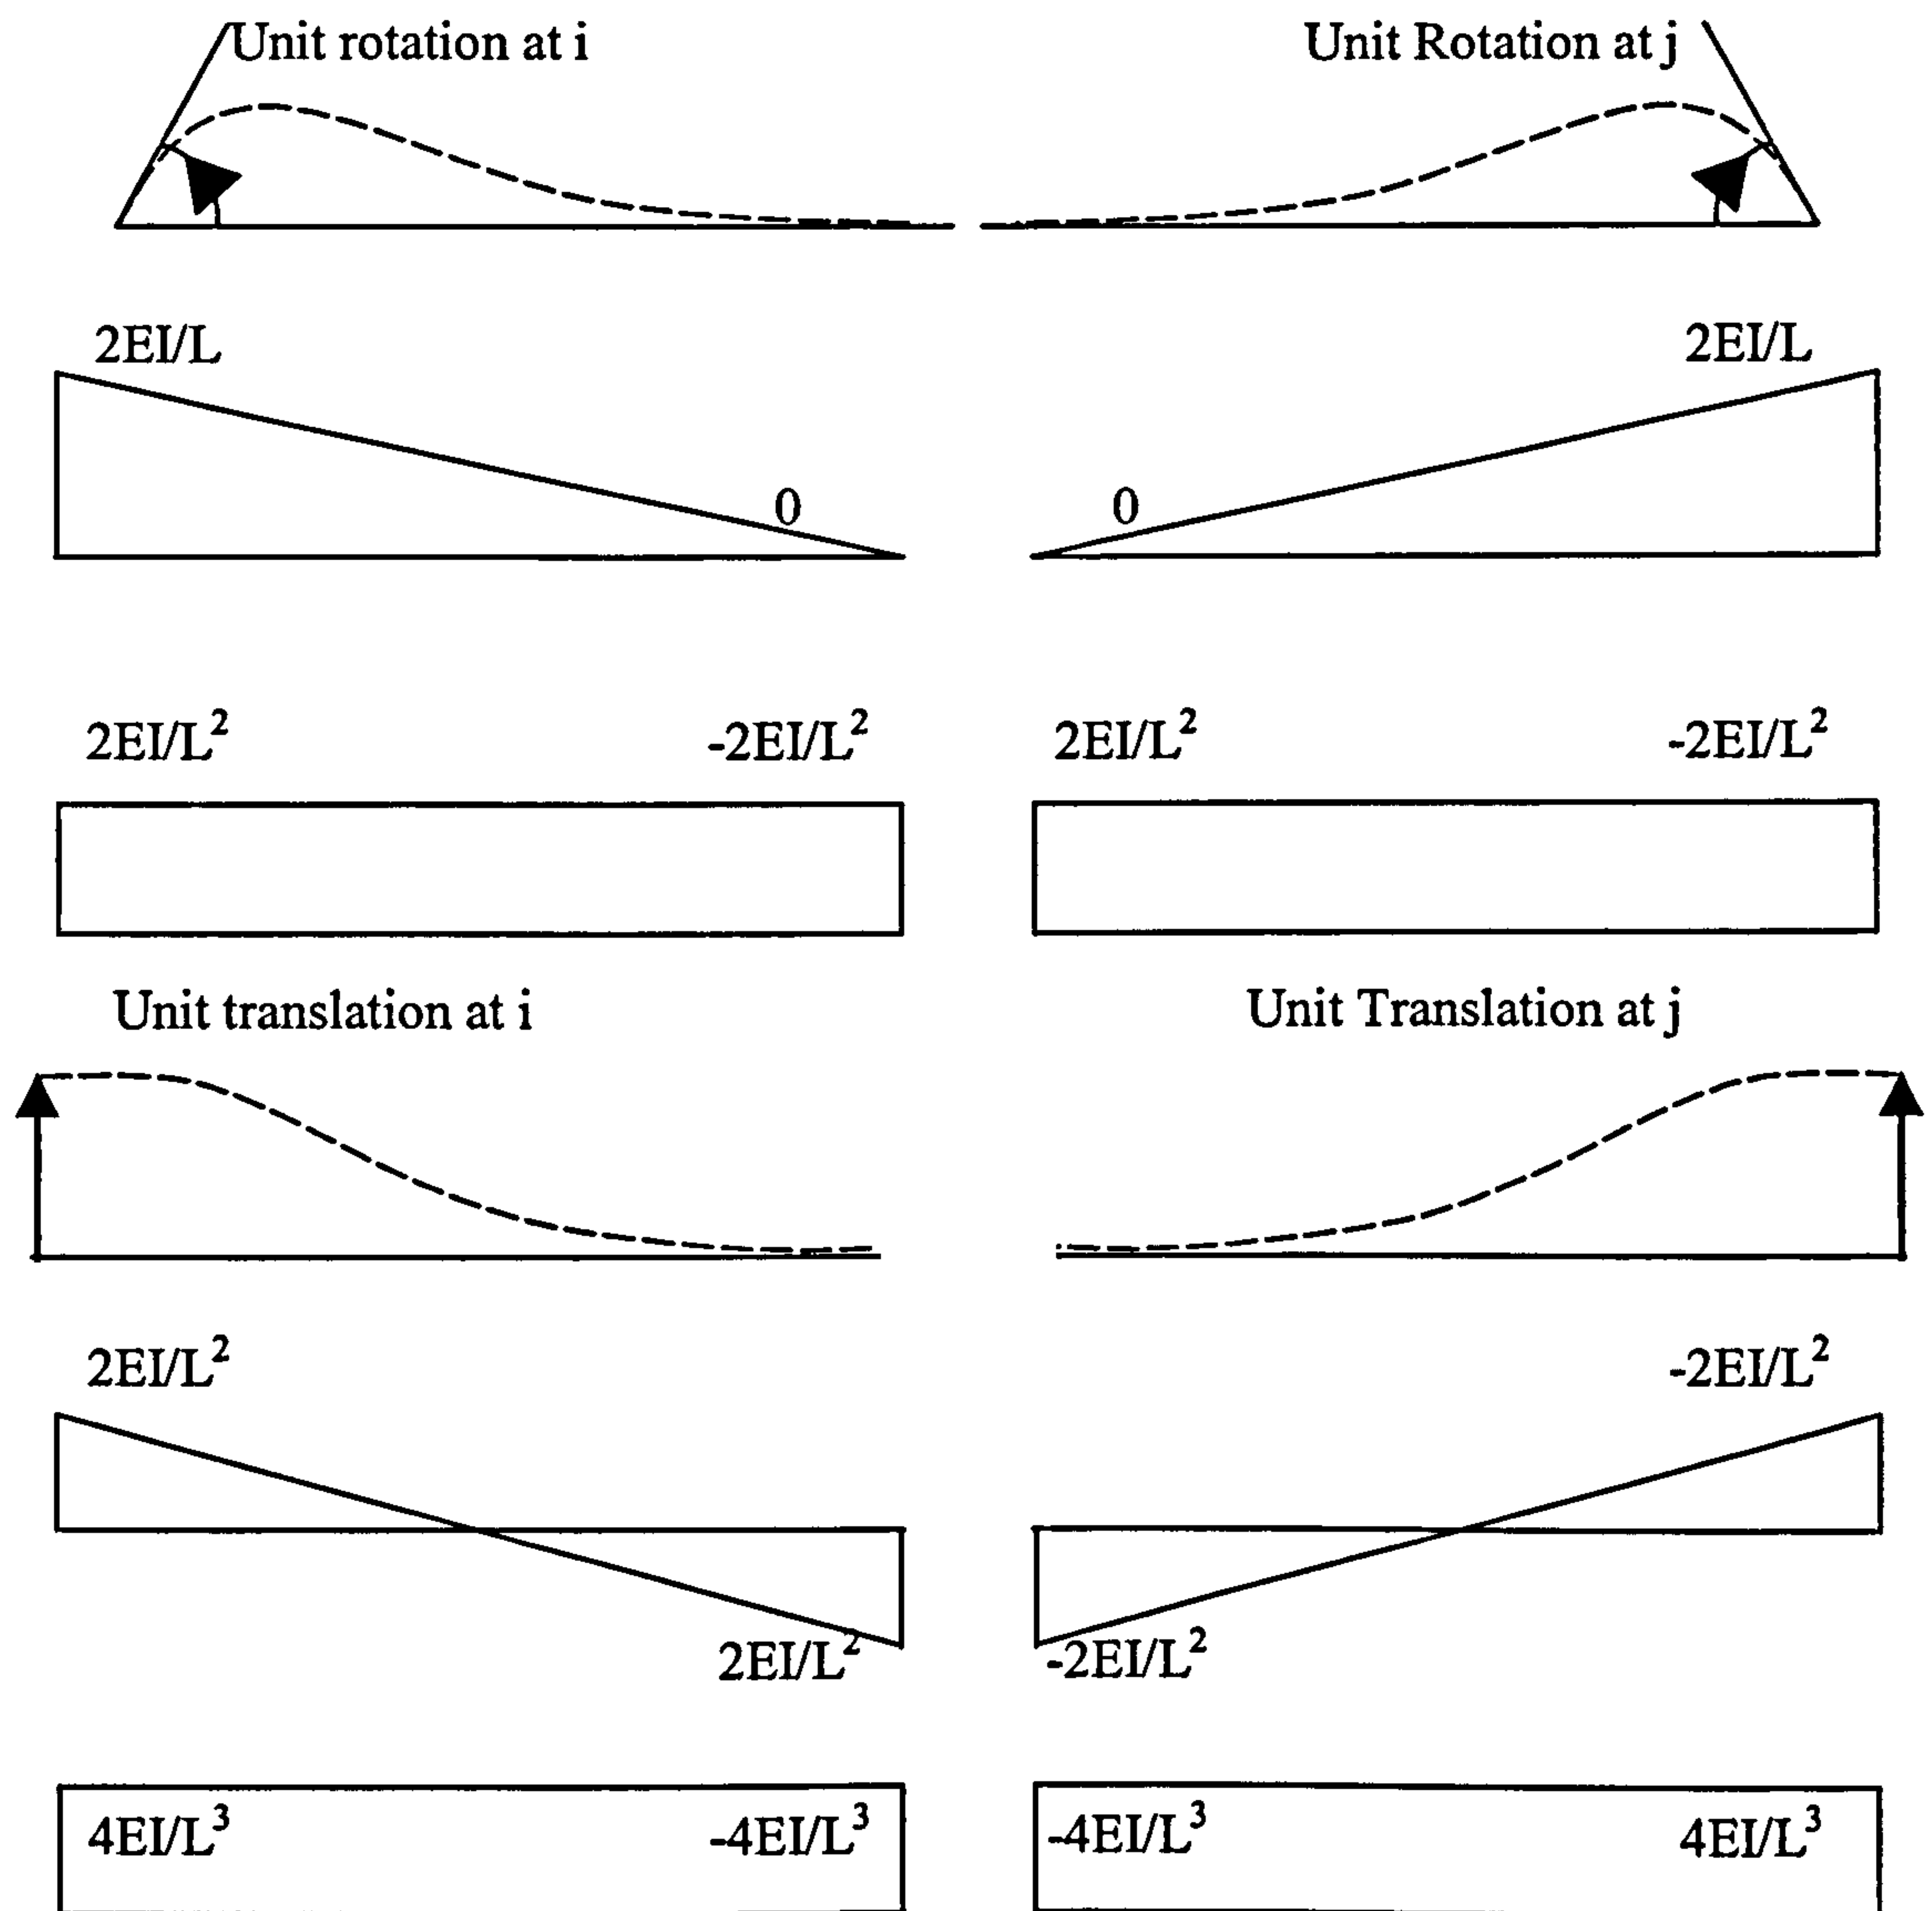 Unit rotation at i
Unit Rotation at j
2EI/L
2EI/L
0
0
2EI/L²
-2EI/L²
2EI/L²
-2EI/L²
Unit translation at i
Unit Translation at j
2EI/L²
-2EI/L²
2EI/L²
-2EI/L²
4EI/L³
-4EI/L³
-4EI/L³
4EI/L³